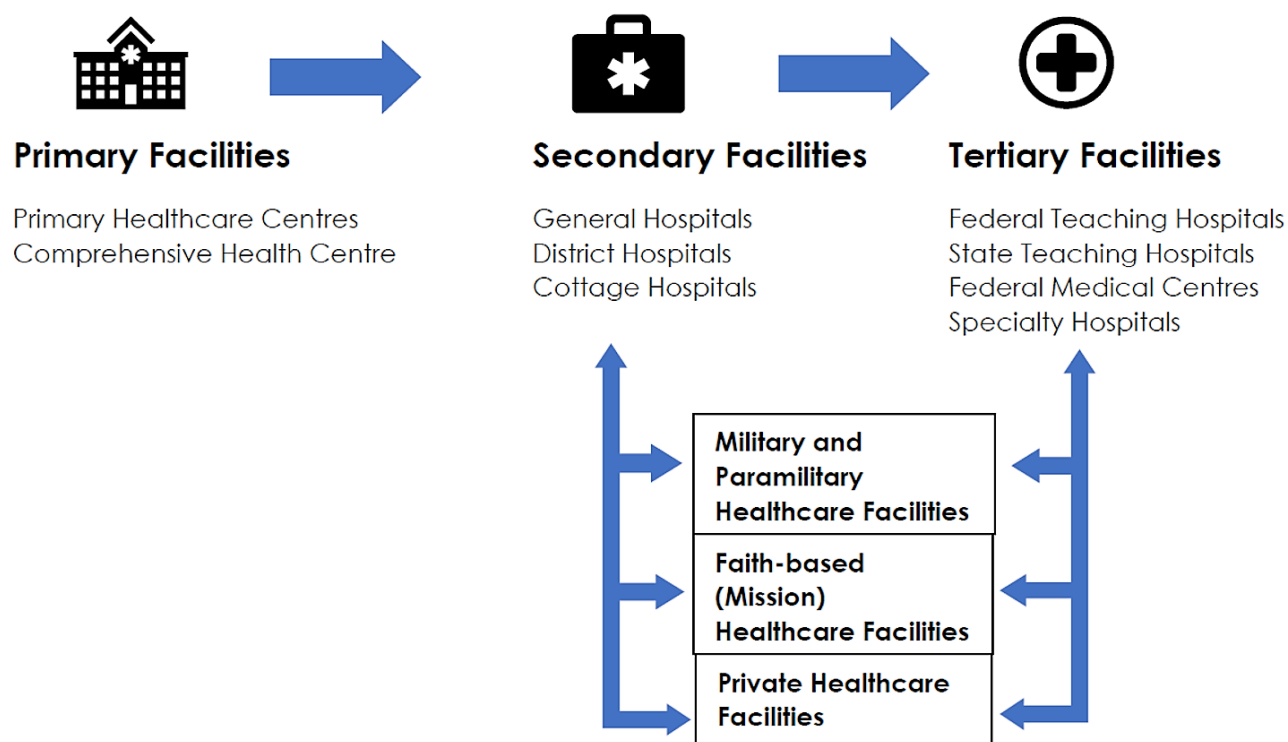 Primary Facilities
Primary Healthcare Centres
Comprehensive Health Centre
Secondary Facilities
General Hospitals
District Hospitals
Cottage Hospitals
Tertiary Facilities
Federal Teaching Hospitals
State Teaching Hospitals
Federal Medical Centres
Specialty Hospitals
Military and
Paramilitary
Healthcare Facilities
Faith-based
(Mission)
Healthcare Facilities
Private Healthcare
Facilities